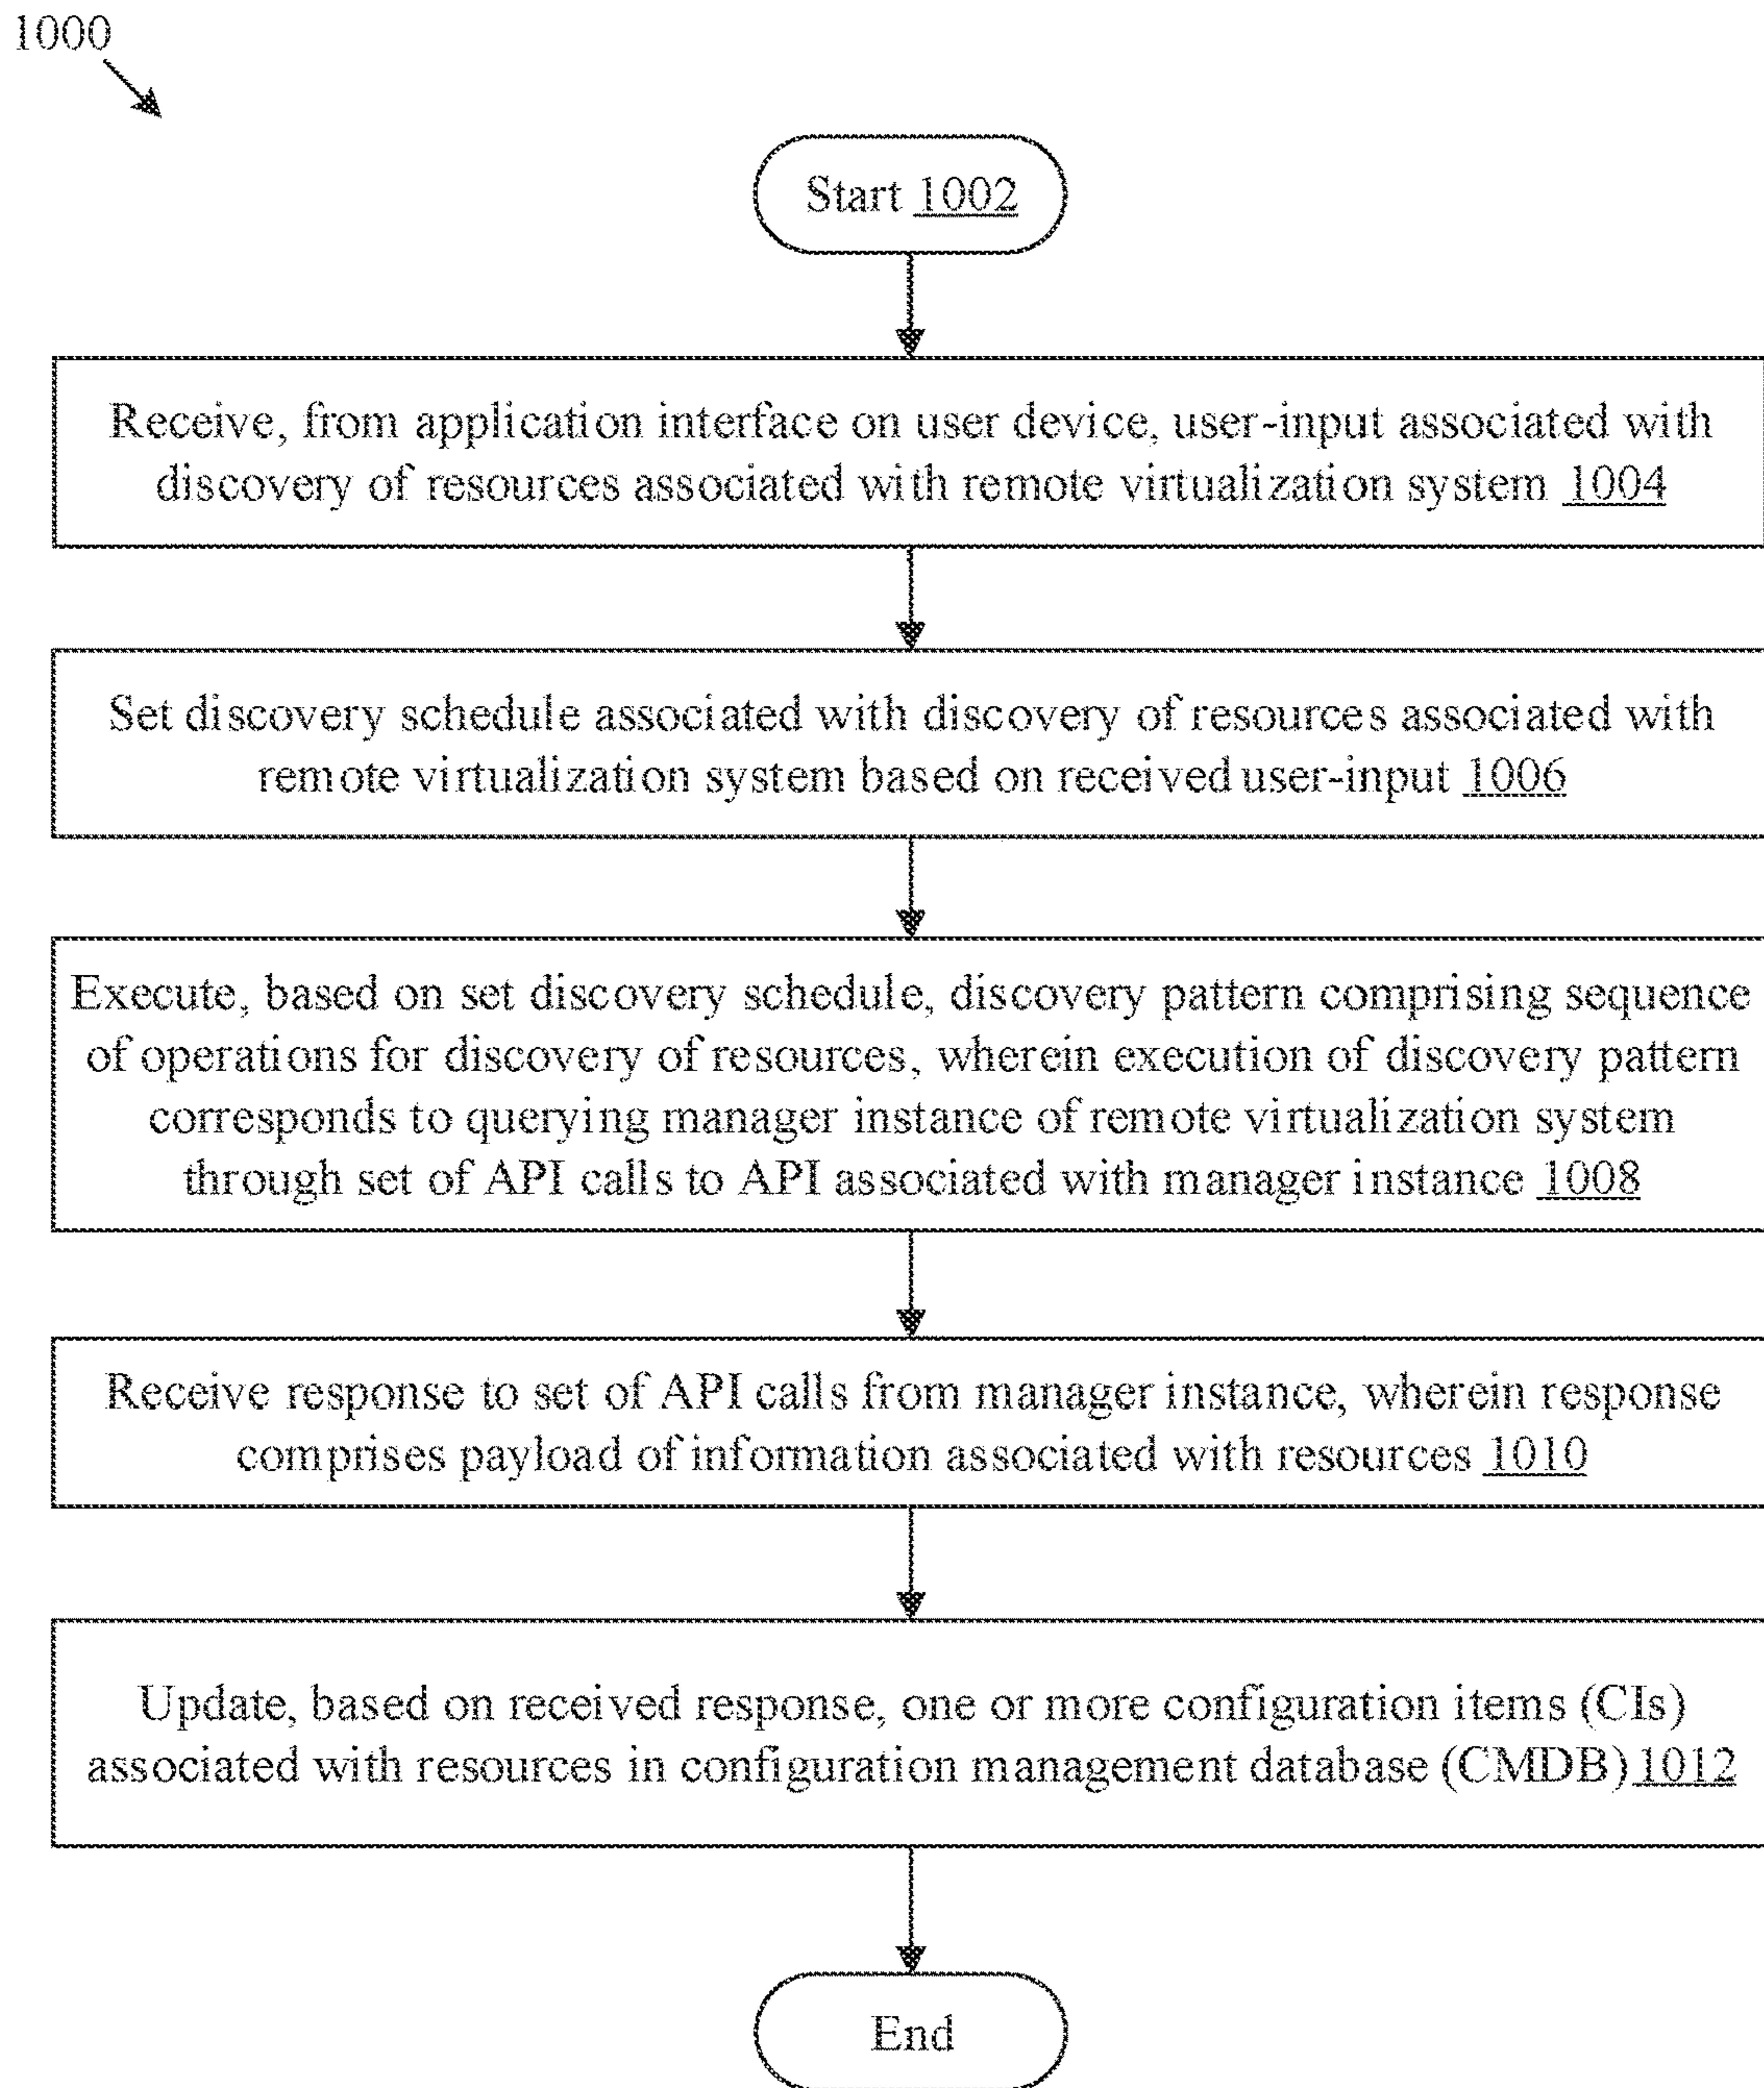 1000
Start 1002
Receive, from application interface on user device, user-input associated with
discovery of resources associated with remote virtualization system 1004
Set discovery schedule associated with discovery of resources associated with
remote virtualization system based on received user-input 1006
Execute, based on set discovery schedule, discovery pattern comprising sequence
of operations for discovery of resources, wherein execution of discovery pattern
corresponds to querying manager instance of remote virtualization system
through set of API calls to API associated with manager instance 1008
Receive response to set of API calls from manager instance, wherein response
comprises payload of information associated with resources 1010
Update, based on received response, one or more configuration items (CIs)
associated with resources in configuration management database (CMDB) 1012
End